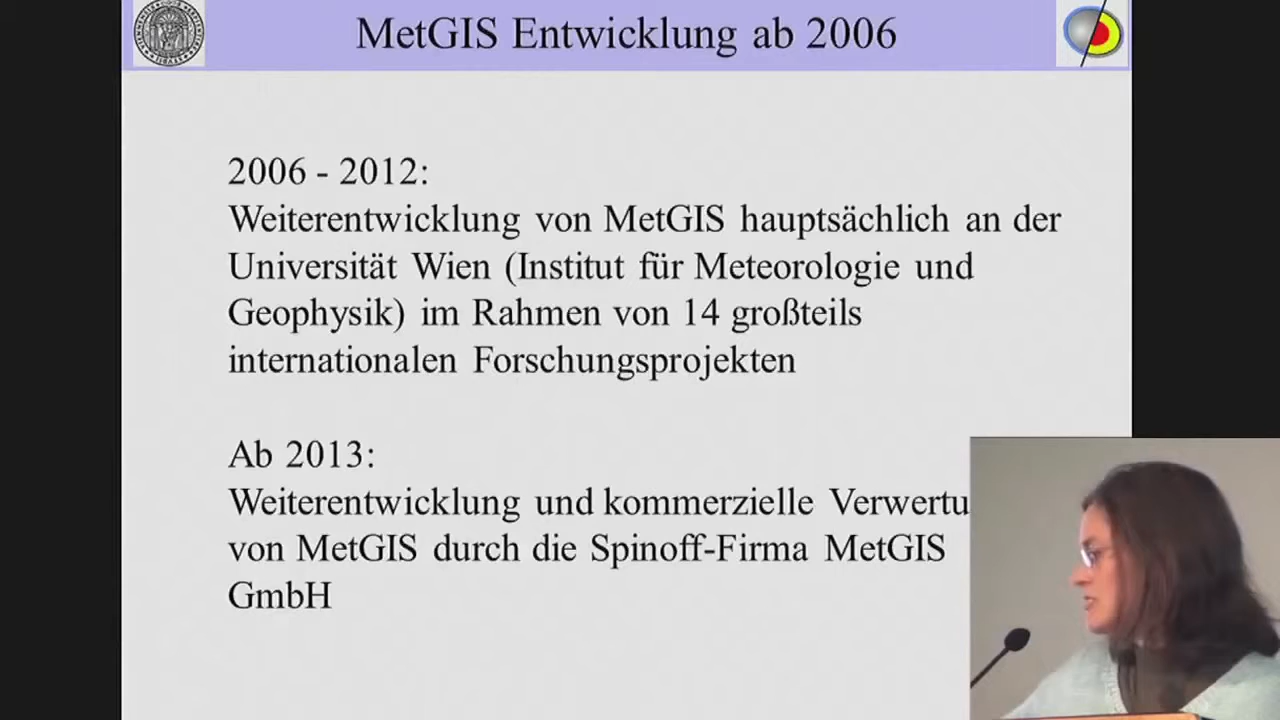 MetGIS Entwicklung ab 2006
2006 - 2012:
Weiterentwicklung von MetGIS hauptsächlich an der
Universität Wien (Institut für Meteorologie und
Geophysik) im Rahmen von 14 großteils
internationalen Forschungsprojekten
Ab 2013:
Weiterentwicklung und kommerzielle Verwertu
von MetGIS durch die Spinoff-Firma MetGIS
GmbH